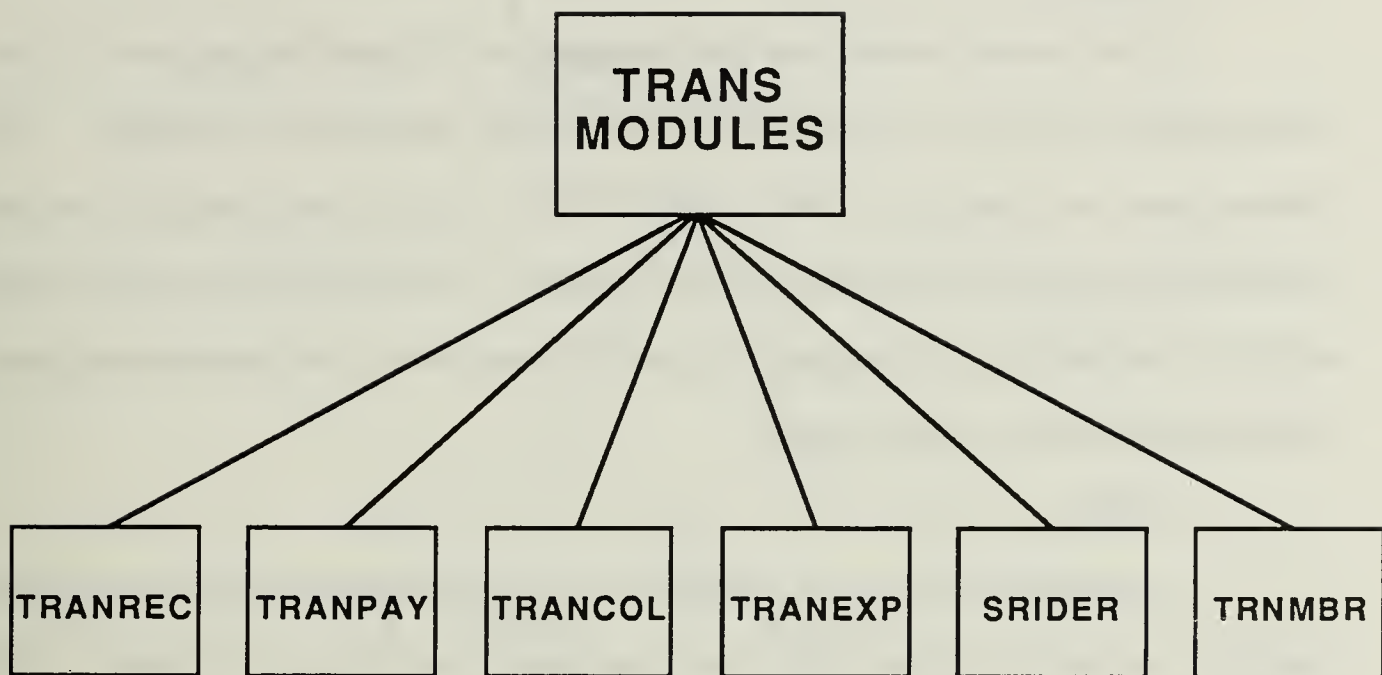 TRANS
MODULES
TRANREC
TRANPAY
TRANCOL
TRANEXP
SRIDER
TRNMBR